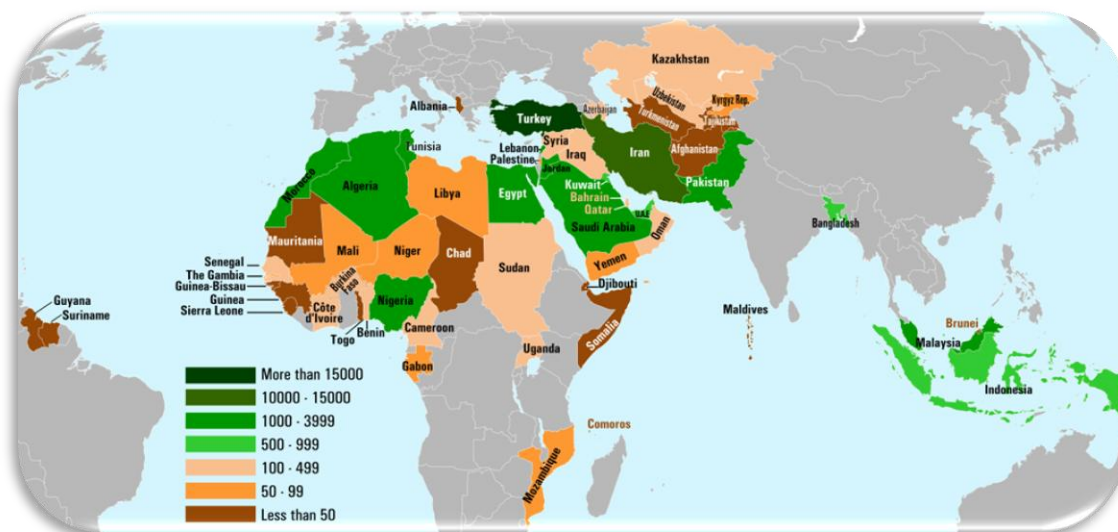 Kazakhstan
Uzbekistan
Kyrgyz Rep.
Albania
Azerbaijan
Turkmenistan
Tajikistan
Turkey
Tunisia
Lebanon
Syria
Afghanistan
Palestine
Iraq
Iran
Jordan
Morocco
Algeria
Libya
Egypt
Kuwait
Pakistan
Bahrain
Qatar
UAE
Bangladesh
Saudi Arabia
Oman
Mauritania
Mali
Niger
Chad
Sudan
Yemen
Senegal
The Gambia
Burkina
Faso
Guinea-Bissau
Djibouti
Guyana
Guinea
Côte
d'Ivoire
Nigeria
Suriname
Sierra Leone
Maldives
Brunei
Togo
Benin
Cameroon
Somalia
Malaysia
Uganda
Gabon
Indonesia
More than 15000
10000 - 15000
1000 - 3999
500 - 999
100 - 499
50 - 99
Less than 50
Comoros
Mozambique